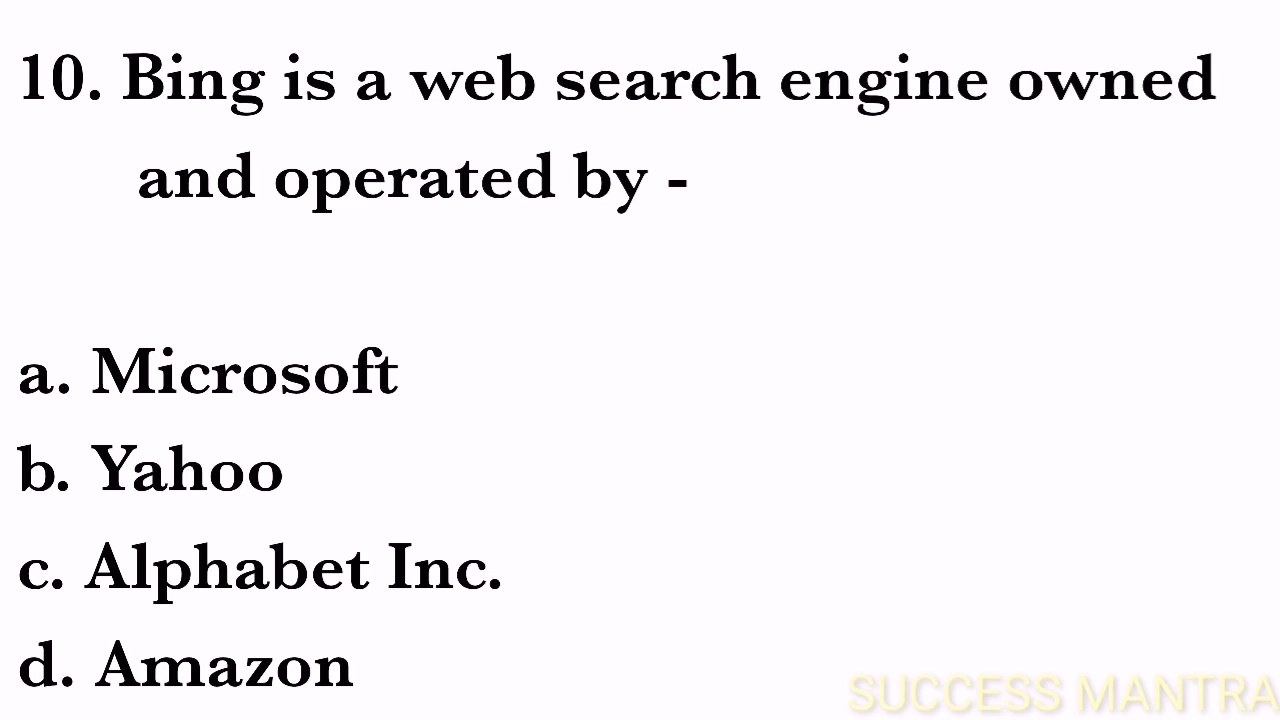 10. Bing is a web search engine owned
and operated by -
a. Microsoft
b. Yahoo
c. Alphabet Inc.
d. Amazon
SUCCESS MANTRA